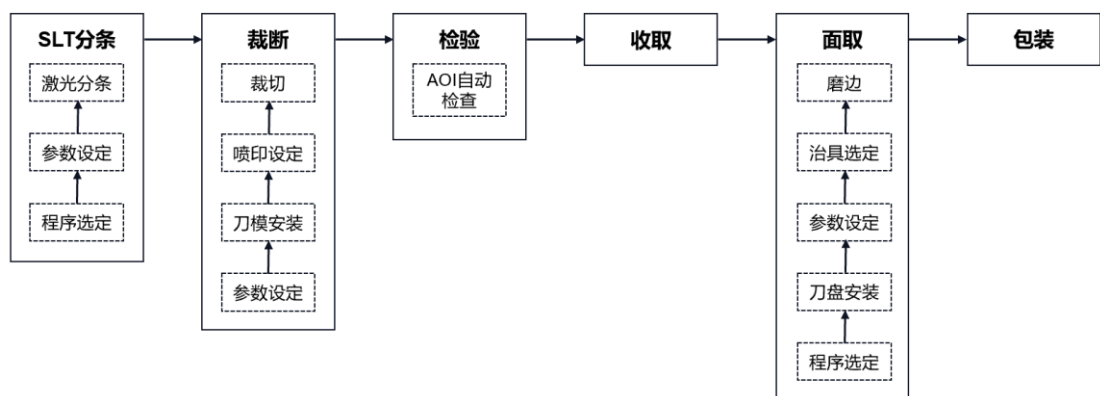 SLT分条
激光分条
参数设定
程序选定
裁断
裁切
喷印设定
刀模安装
参数设定
检验
AOI自动
检查
收取
面取
磨边
治具选定
参数设定
刀盘安装
程序选定
包装